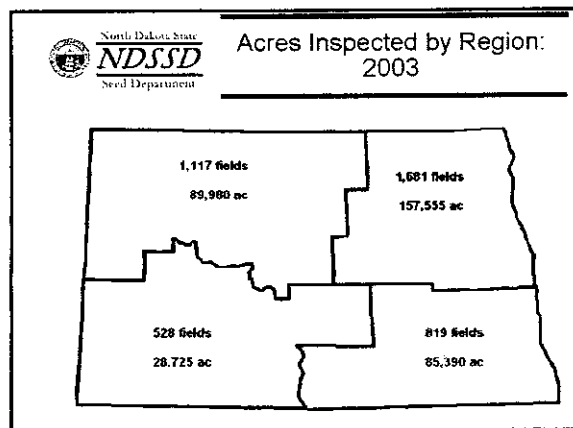 North Dakota State
NDSSD
Seed Department
Acres Inspected by Region:
2003
1,117 fields
89,980 ac
1,681 fields
157,555 ac
528 fields
28,725 ac
819 fields
85,390 ac